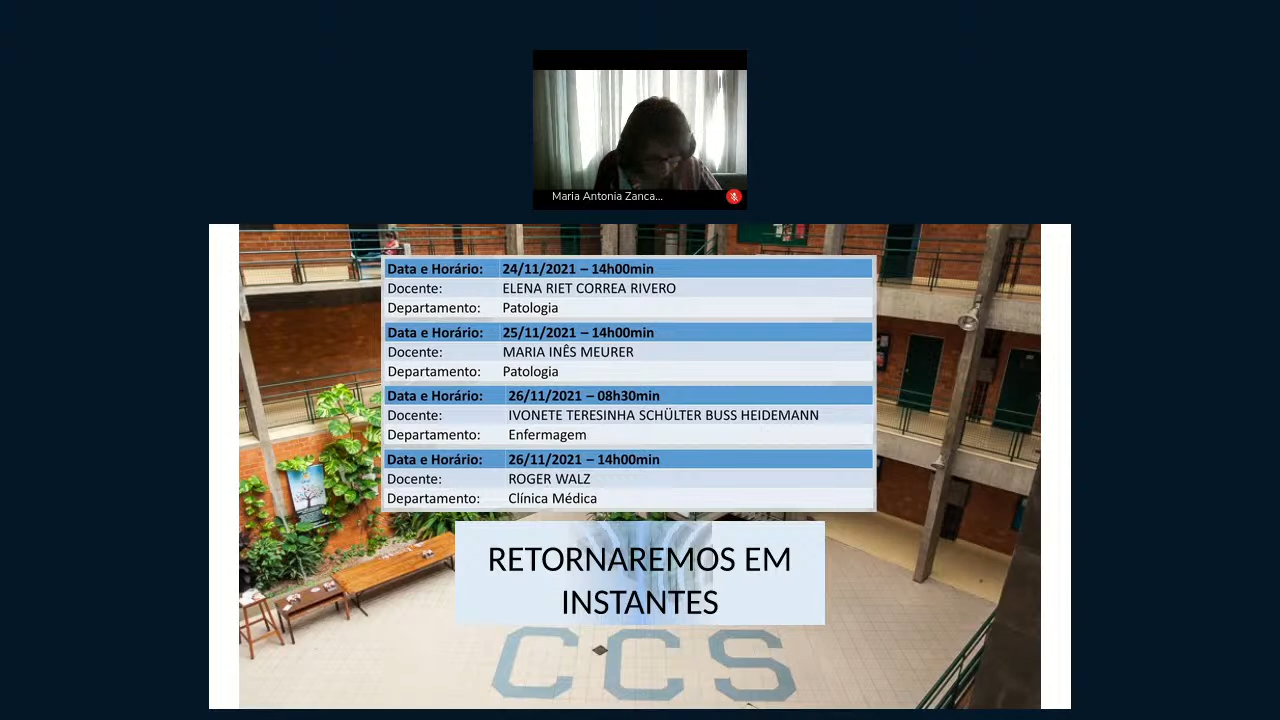 Maria Antonia Zanca...
Data e Horário: 24/11/2021 – 14h00min
Docente: ELENA RIET CORREA RIVERO
Departamento: Patologia
Data e Horário: 25/11/2021 – 14h00min
Docente: MARIA INÊS MEURER
Departamento: Patologia
Data e Horário: 26/11/2021 – 08h30min
Docente: IVONETE TERESINHA SCHÜLTER BUSS HEIDEMANN
Departamento: Enfermagem
Data e Horário: 26/11/2021 – 14h00min
Docente: ROGER WALZ
Departamento: Clínica Médica
RETORNAREMOS EM
INSTANTES
CCS